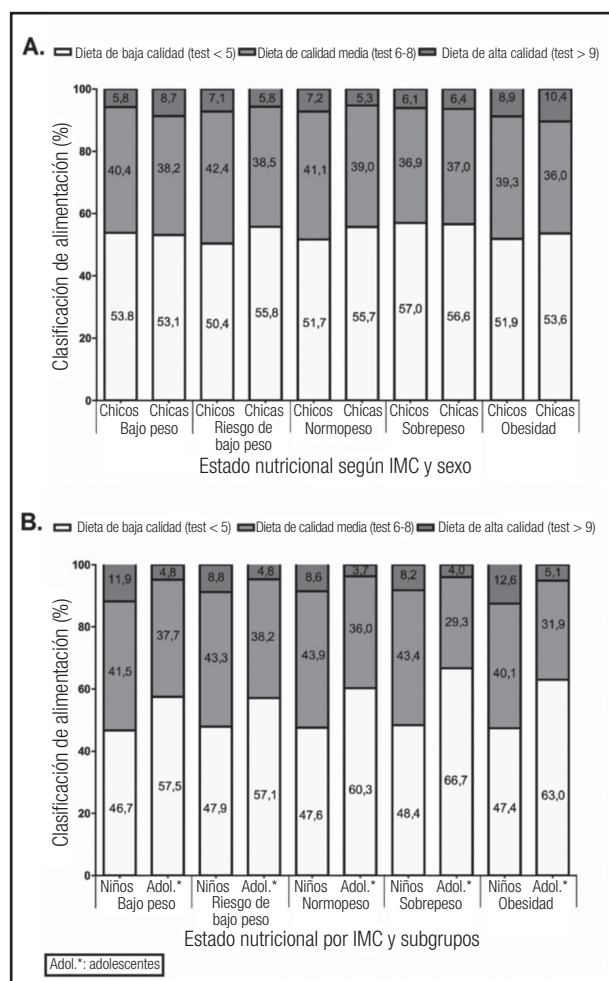 A.
Dieta de baja calidad (test < 5) Dieta de calidad media (test 6-8) Dieta de alta calidad (test > 9)
Clasificación de alimentación (%)
100
80
60
40
20
0
5,8 8,7 7,1 5,8 7,2 5,3 6,1 6,4 8,9 10,4
40,4 38,2 42,4 38,5 41,1 39,0 36,9 37,0 39,3 36,0
53.8 53,1 50,4 55,8 51,7 55,7 57,0 56,6 51,9 53,6
Chicos Chicas Chicos Chicas Chicos Chicas Chicos Chicas Chicos Chicas
Bajo peso Riesgo de Normopeso Sobrepeso Obesidad
bajo peso
Estado nutricional según IMC y sexo
B.
Dieta de baja calidad (test < 5) Dieta de calidad media (test 6-8) Dieta de alta calidad (test > 9)
Clasificación de alimentación (%)
100
80
60
40
20
0
11,9 4,8 8,8 4,8 8,6 3,7 8,2 4,0 12,6 5,1
41,5 37,7 43,3 38,2 43,9 36,0 43,4 29,3 40,1 31,9
46,7 57,5 47,9 57,1 47,6 60,3 48,4 66,7 47,4 63,0
Niños Adol.* Niños Adol.* Niños Adol.* Niños Adol.* Niños Adol.*
Bajo peso Riesgo de Normopeso Sobrepeso Obesidad
bajo peso
Estado nutricional por IMC y subgrupos
Adol.*: adolescentes